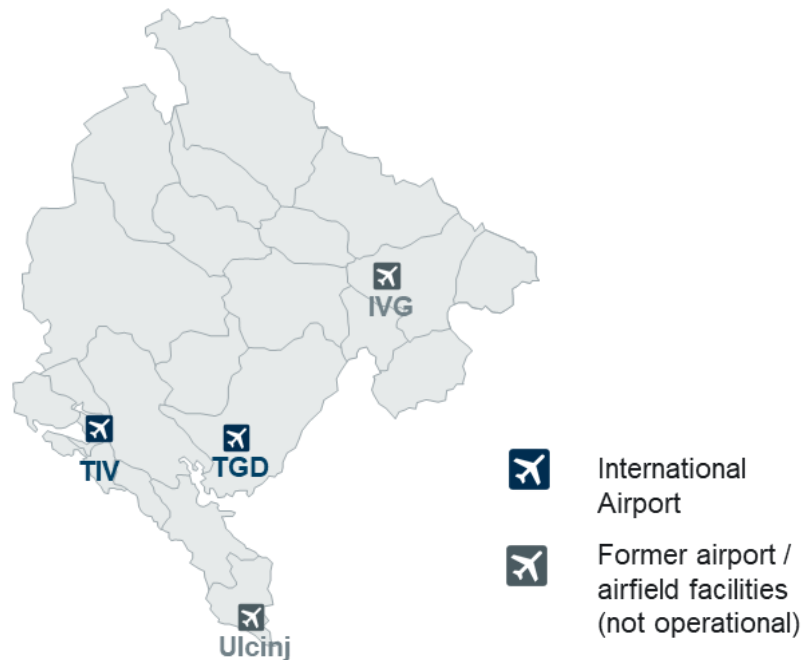 IVG
TIV
TGD
Ulcinj
International
Airport
Former airport /
airfield facilities
(not operational)